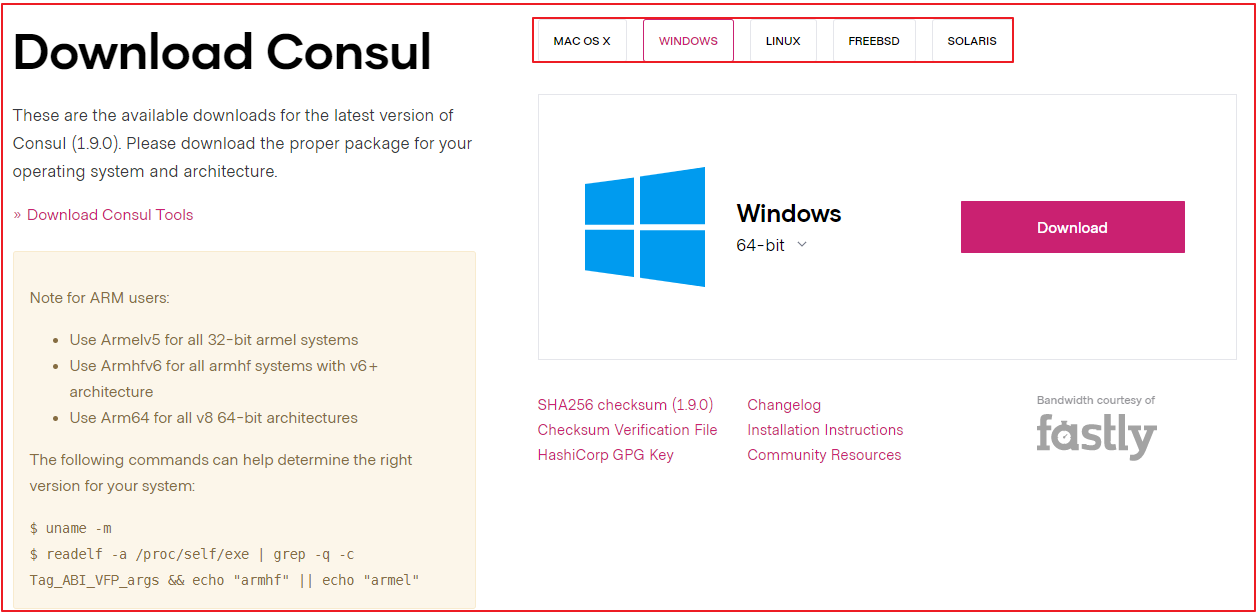 Download Consul
These are the available downloads for the latest version of
Consul (1.9.0). Please download the proper package for your
operating system and architecture.
» Download Consul Tools
Note for ARM users:
• Use Armelv5 for all 32-bit armel systems
• Use Armhfv6 for all armhf systems with v6+
architecture
• Use Arm64 for all v8 64-bit architectures
The following commands can help determine the right
version for your system:
$ uname -m
$ readelf -a /proc/self/exe | grep -q -c
Tag_ABI_VFP_args && echo "armhf" || echo "armel"
MAC OS X
WINDOWS
LINUX
FREEBSD
SOLARIS
Windows
64-bit
Download
SHA256 checksum (1.9.0)
Checksum Verification File
HashiCorp GPG Key
Changelog
Installation Instructions
Community Resources
Bandwidth courtesy of
fastly